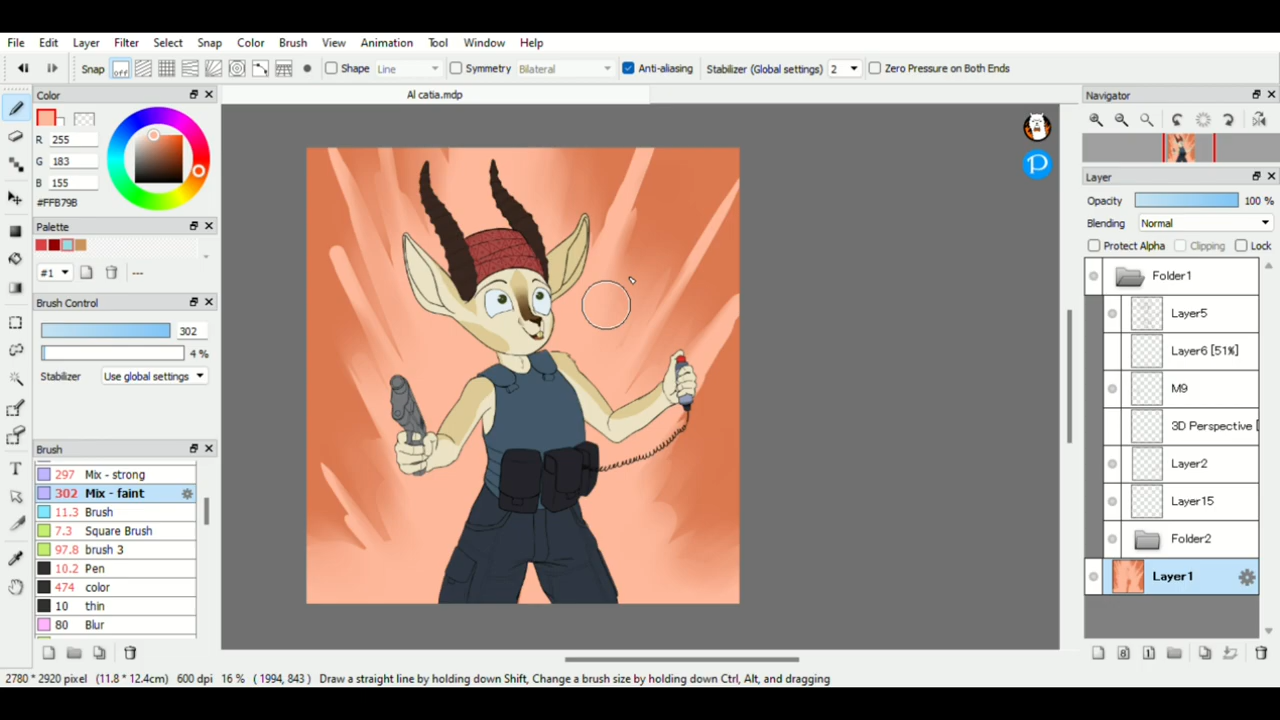 File Edit Layer Filter Select Snap Color Brush View Animation Tool Window Help
Snap off Shape Line Symmetry Bilateral Anti-aliasing Stabilizer (Global settings) 2 Zero Pressure on Both Ends
Color
Al catia.mdp
Navigator
R 255
G 183
B 155
#FFB79B
Layer
Opacity 100 %
Blending Normal
Protect Alpha Clipping Lock
Palette
#1 ---
Folder1
Brush Control
302
4 %
Stabilizer Use global settings
Layer5
Layer6 [51%]
M9
3D Perspective [
Layer2
Layer15
Folder2
Layer1
Brush
297 Mix - strong
302 Mix - faint
11.3 Brush
7.3 Square Brush
97.8 brush 3
10.2 Pen
474 color
10 thin
80 Blur
2780 * 2920 pixel (11.8 * 12.4cm) 600 dpi 16 % ( 1994, 843 ) Draw a straight line by holding down Shift, Change a brush size by holding down Ctrl, Alt, and dragging